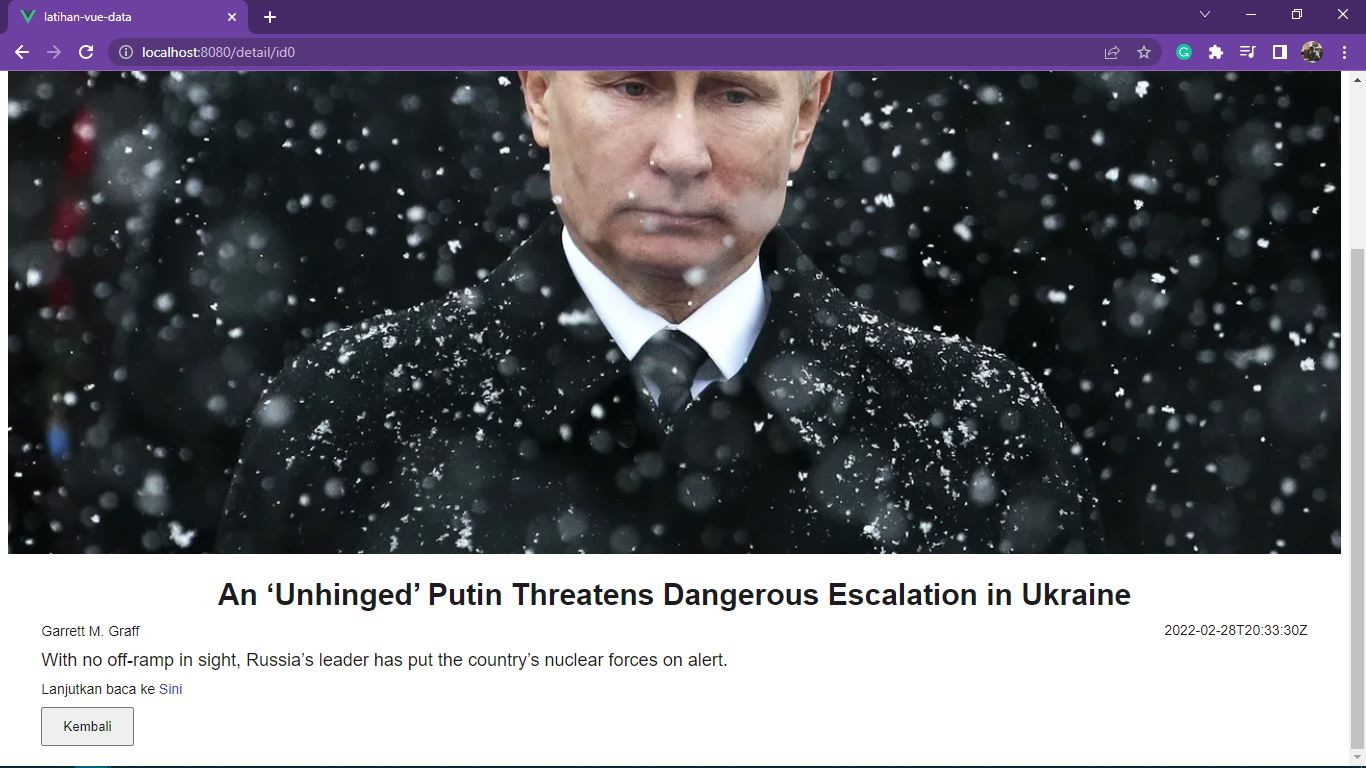 latihan-vue-data
localhost:8080/detail/id0
An ‘Unhinged’ Putin Threatens Dangerous Escalation in Ukraine
Garrett M. Graff
2022-02-28T20:33:30Z
With no off-ramp in sight, Russia’s leader has put the country’s nuclear forces on alert.
Lanjutkan baca ke Sini
Kembali